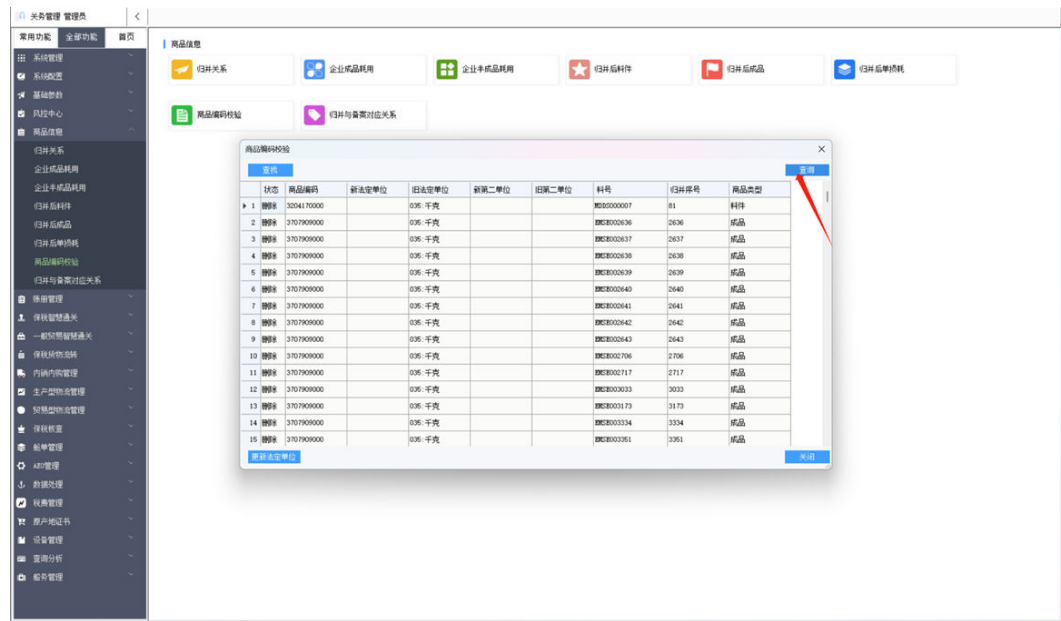 关务管理 管理员
常用功能 全部功能 首页
系统管理
系统配置
基础参数
风控中心
商品信息
归并关系
企业成品耗用
企业半成品耗用
归并后料件
归并后成品
归并后单损耗
商品编码校验
归并与备案对应关系
账册管理
保税智慧通关
一般贸易智慧通关
保税货物流转
内销内购管理
生产型物流管理
贸易型物流管理
保税核查
船单管理
AEO管理
数据处理
税费管理
原产地证书
设备管理
查询分析
服务管理
商品信息
归并关系 企业成品耗用 企业半成品耗用 归并后料件 归并后成品 归并后单损耗
商品编码校验 归并与备案对应关系
商品编码校验
查找 查询
状态 商品编码 新法定单位 旧法定单位 新第二单位 旧第二单位 料号 归并序号 商品类型
1 删除 3204170000 035:千克 81 料件
2 删除 3707909000 035:千克 2636 成品
3 删除 3707909000 035:千克 2637 成品
4 删除 3707909000 035:千克 2638 成品
5 删除 3707909000 035:千克 2639 成品
6 删除 3707909000 035:千克 2640 成品
7 删除 3707909000 035:千克 2641 成品
8 删除 3707909000 035:千克 2642 成品
9 删除 3707909000 035:千克 2643 成品
10 删除 3707909000 035:千克 2706 成品
11 删除 3707909000 035:千克 2717 成品
12 删除 3707909000 035:千克 3033 成品
13 删除 3707909000 035:千克 3173 成品
14 删除 3707909000 035:千克 3334 成品
15 删除 3707909000 035:千克 3351 成品
更新法定单位 关闭